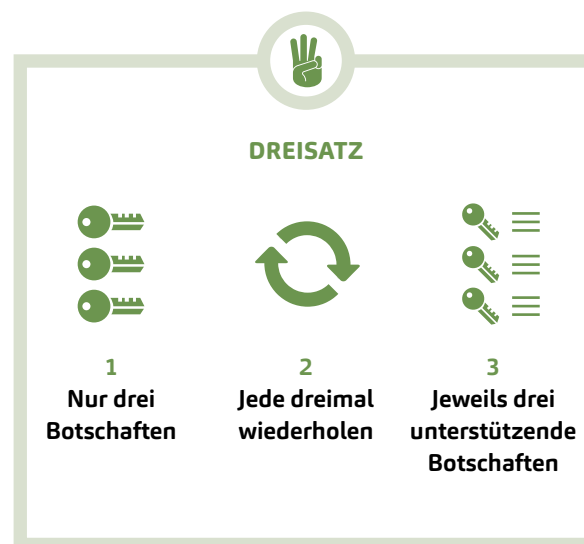 DREISATZ
1
Nur drei
Botschaften
2
Jede dreimal
wiederholen
3
Jeweils drei
unterstützende
Botschaften